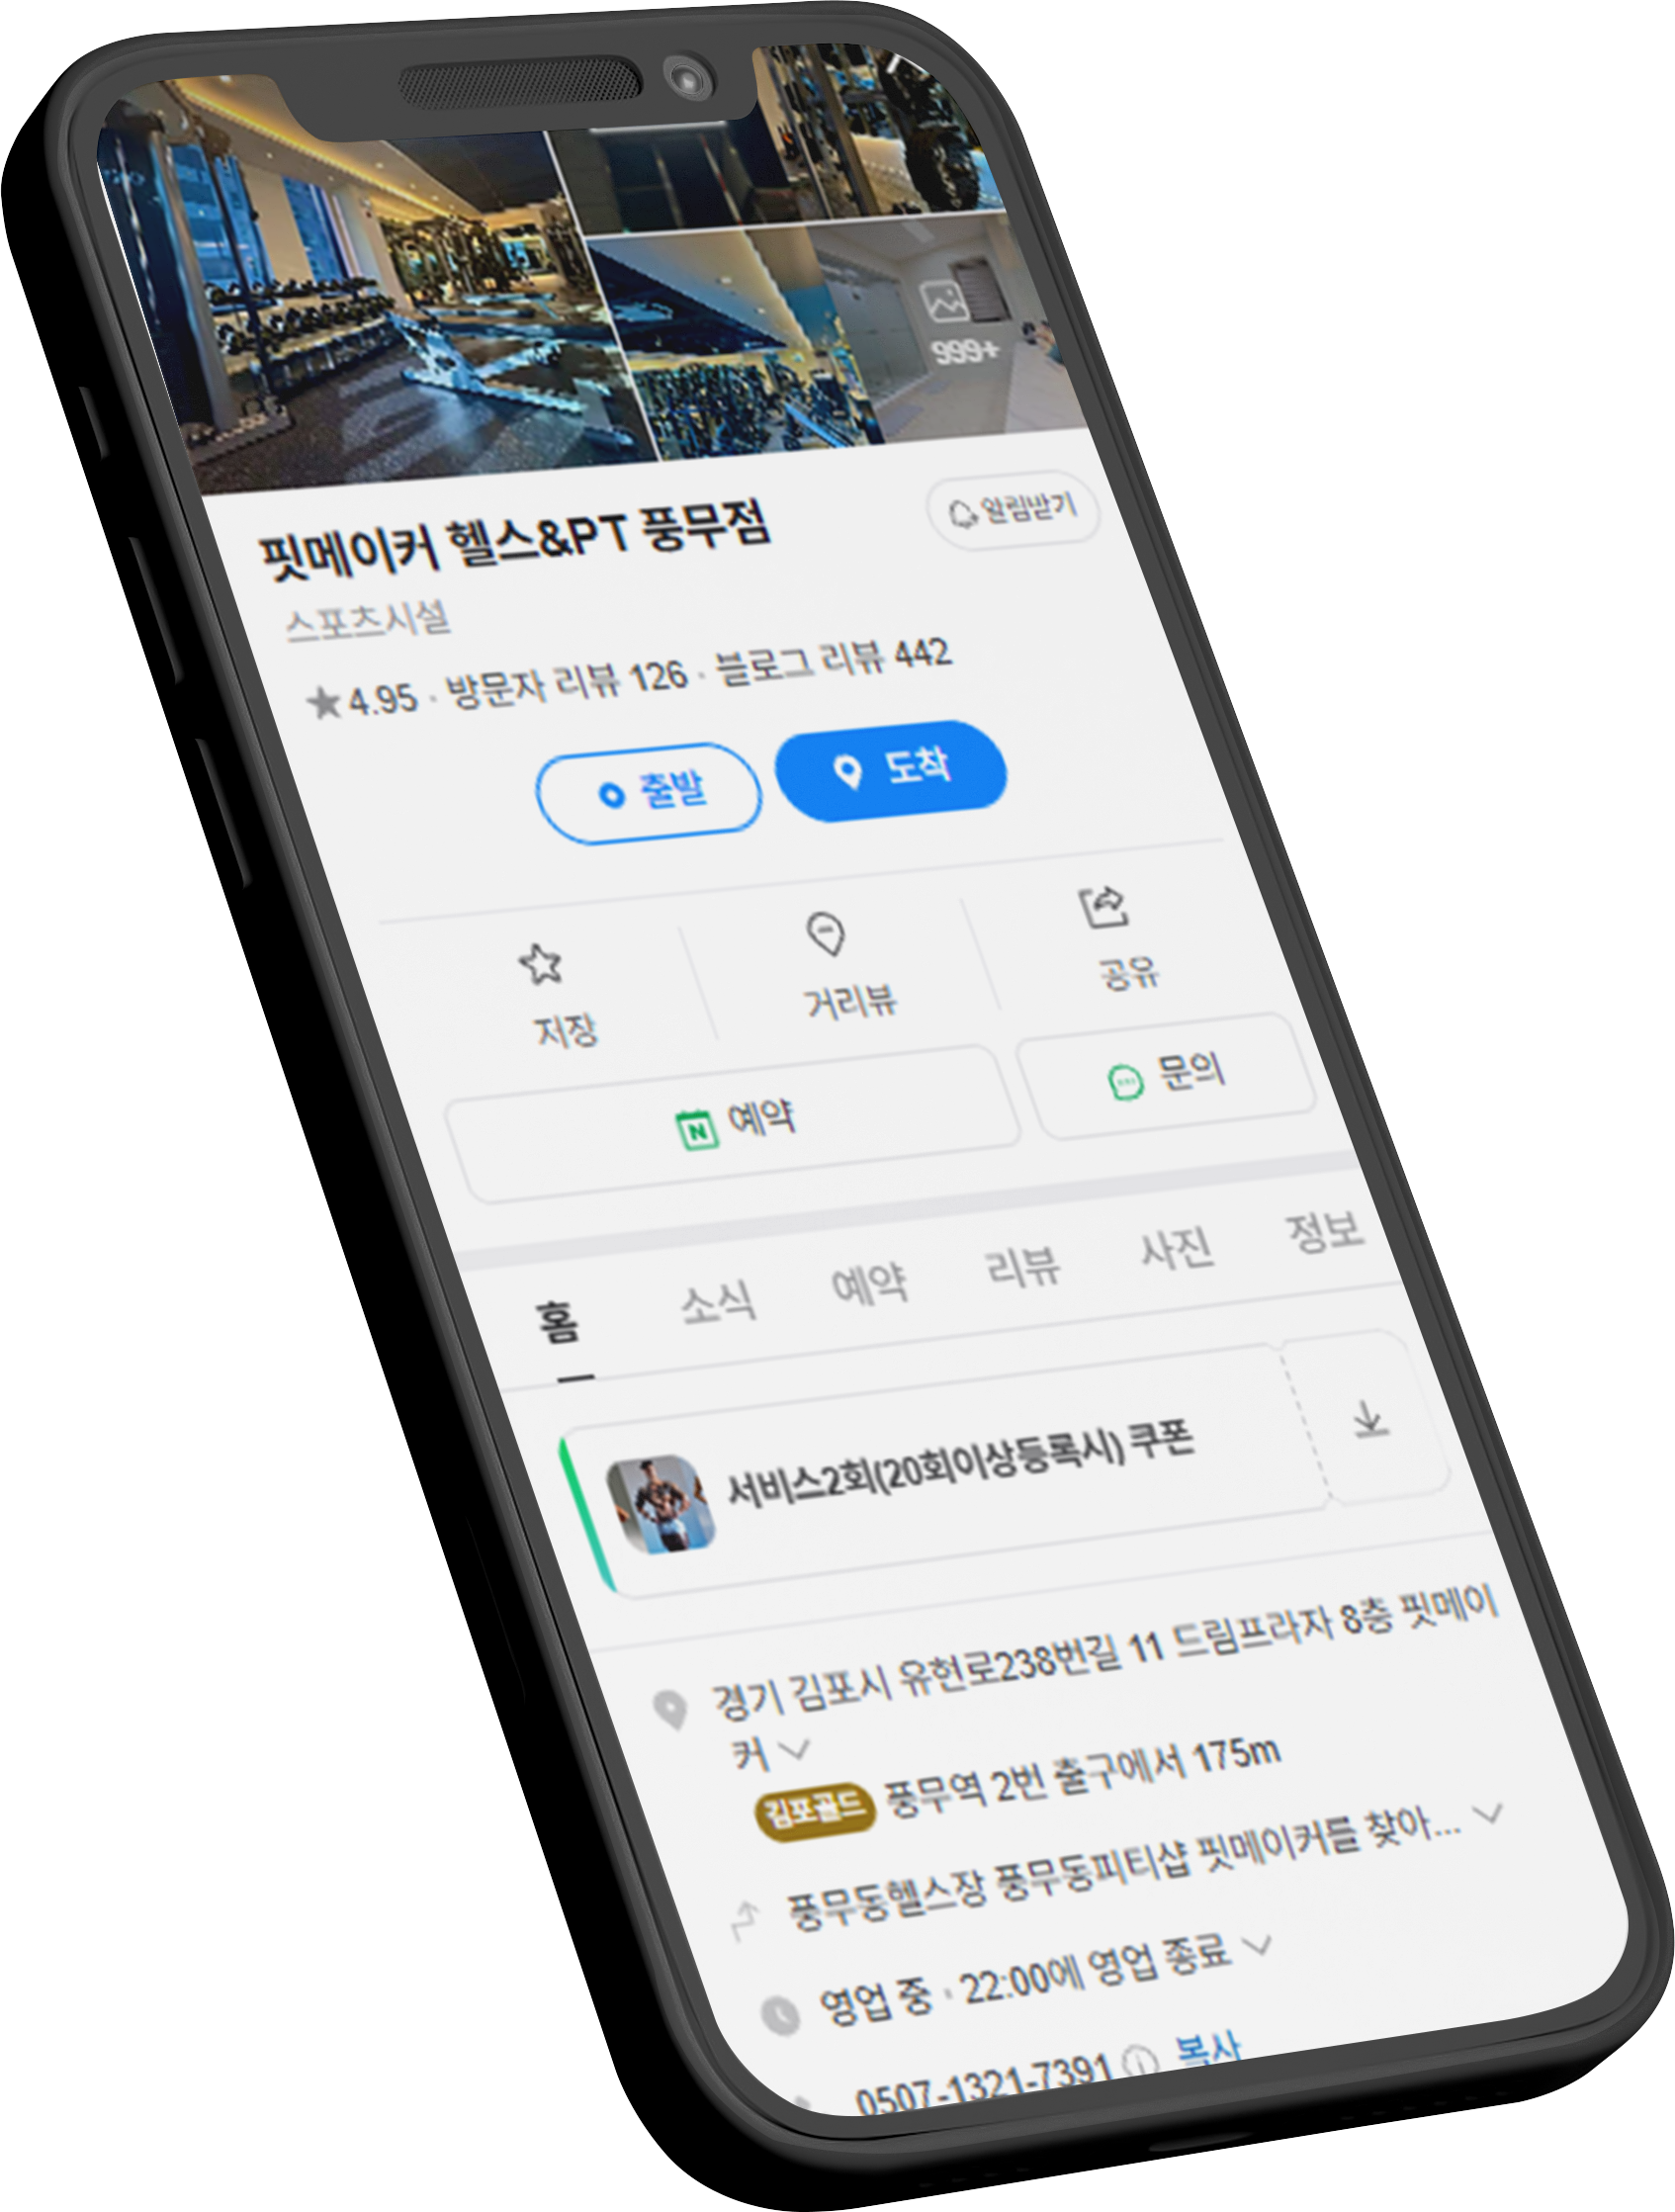 999+
핏메이커 헬스&PT 풍무점
알림받기
스포츠시설
★4.95 · 방문자 리뷰 126 · 블로그 리뷰 442
출발
도착
저장
거리뷰
공유
N 예약
문의
홈 소식 예약 리뷰 사진 정보
서비스2회(20회이상등록시) 쿠폰
경기 김포시 유현로238번길 11 드림프라자 8층 핏메이
커
김포골드 풍무역 2번 출구에서 175m
풍무동헬스장 풍무동피티샵 핏메이커를 찾아...
영업 중 · 22:00에 영업 종료
0507-1321-7391 복사